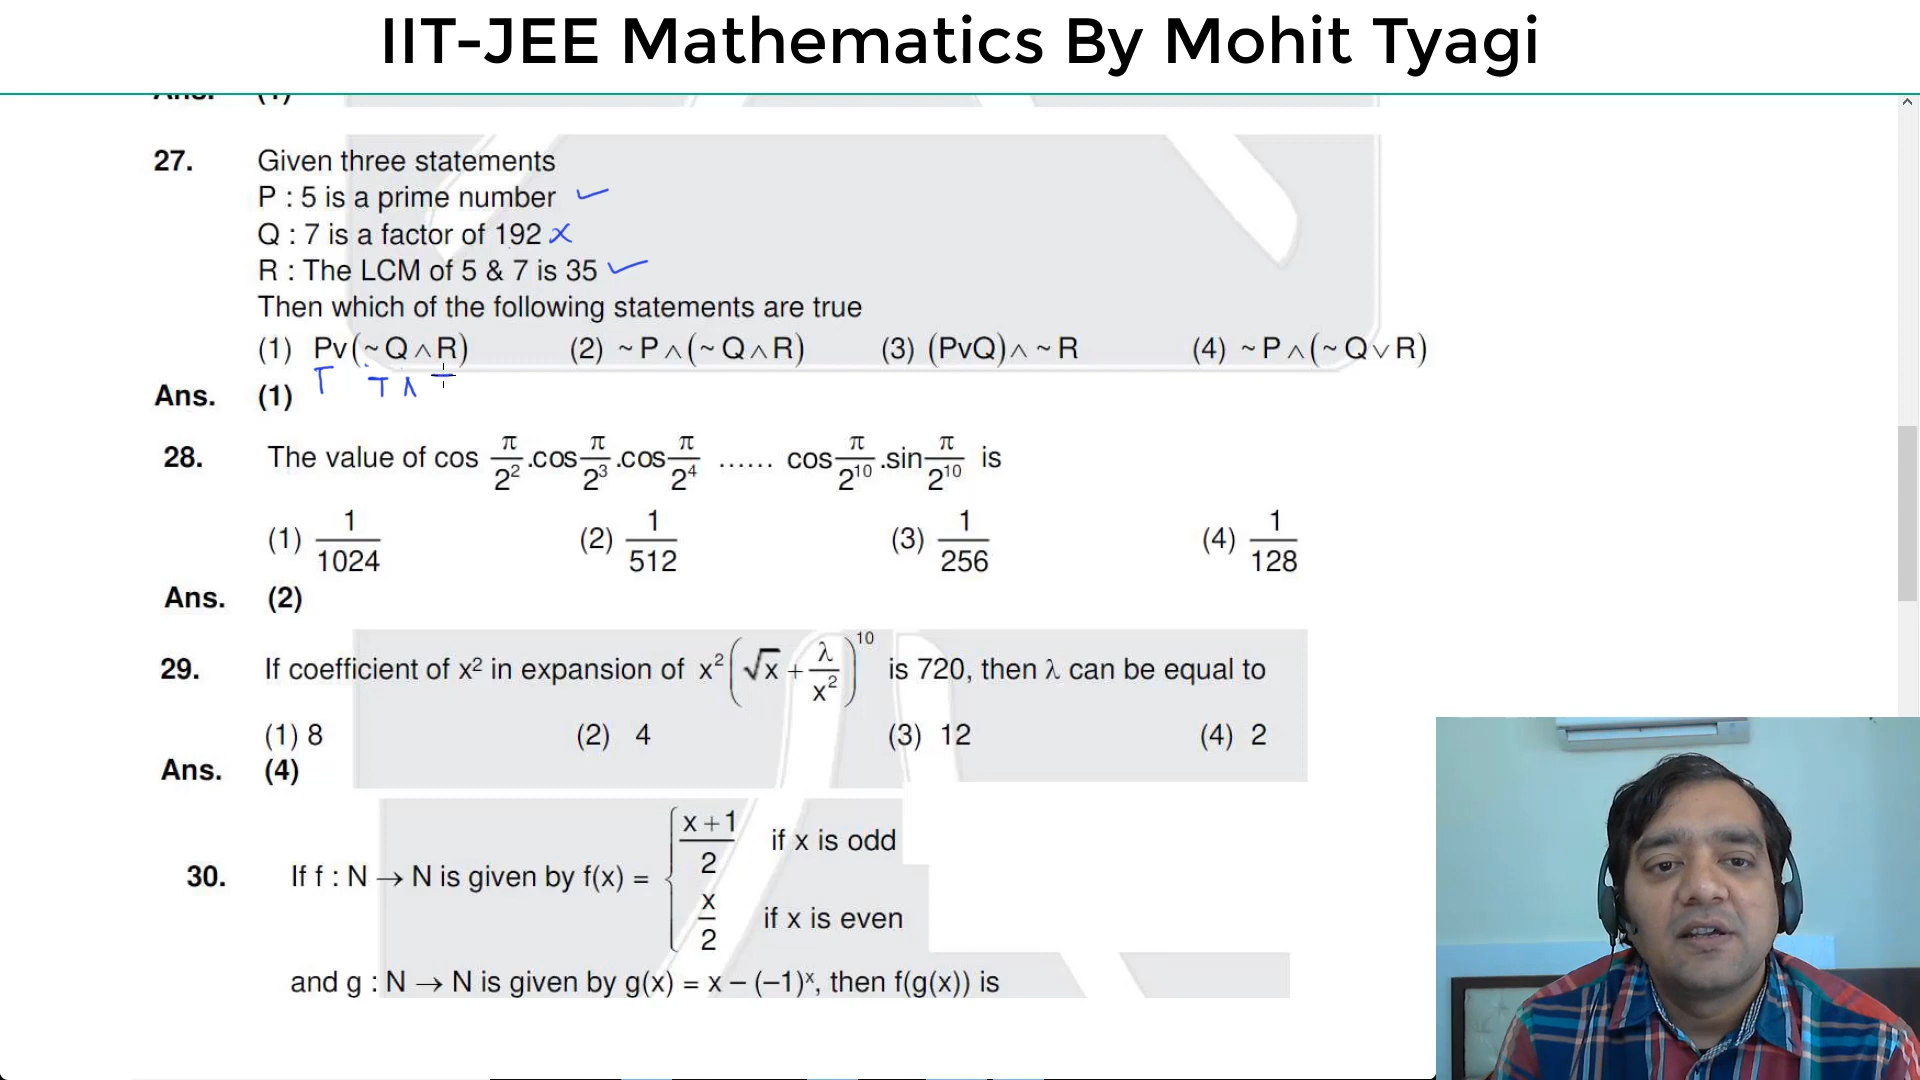 IIT-JEE Mathematics By Mohit Tyagi
Ans. (1)
27. Given three statements
P : 5 is a prime number ✓
Q : 7 is a factor of 192 x
R : The LCM of 5 & 7 is 35 ✓
Then which of the following statements are true
(1) Pv(~Q∧R) (2) ~P∧(~Q∧R) (3) (PvQ)∧~R (4) ~P∧(~Q∨R)
T T ∧ T
Ans. (1)
28. The value of cos π/2² .cos π/2³ .cos π/2⁴ ...... cos π/2¹⁰ .sin π/2¹⁰ is
(1) 1/1024 (2) 1/512 (3) 1/256 (4) 1/128
Ans. (2)
29. If coefficient of x² in expansion of x²(√x + λ/x²)¹⁰ is 720, then λ can be equal to
(1) 8 (2) 4 (3) 12 (4) 2
Ans. (4)
30. If f : N → N is given by f(x) = { (x+1)/2 if x is odd
x/2 if x is even
and g : N → N is given by g(x) = x – (–1)ˣ, then f(g(x)) is